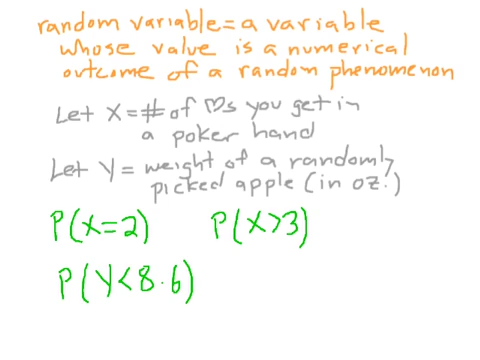 random variable = a variable
whose value is a numerical
outcome of a random phenomenon
Let X = # of ♡s you get in
a poker hand
Let Y = weight of a randomly
picked apple (in oz.)
P(X=2) P(X>3)
P(Y<8.6)